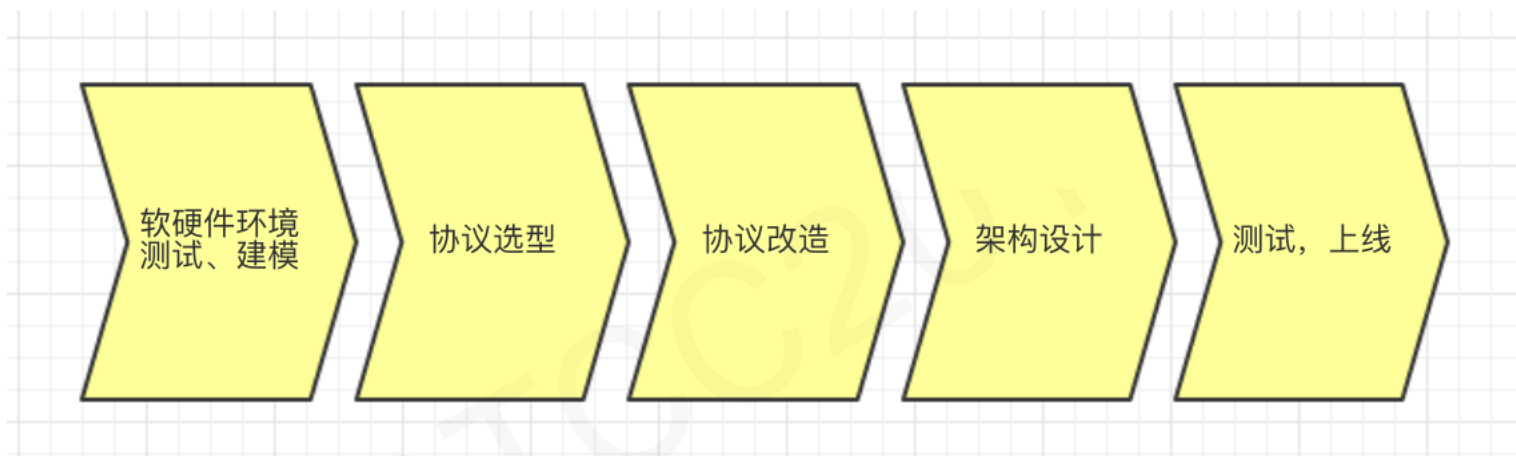 软硬件环境
测试、建模
协议选型
协议改造
架构设计
测试，上线